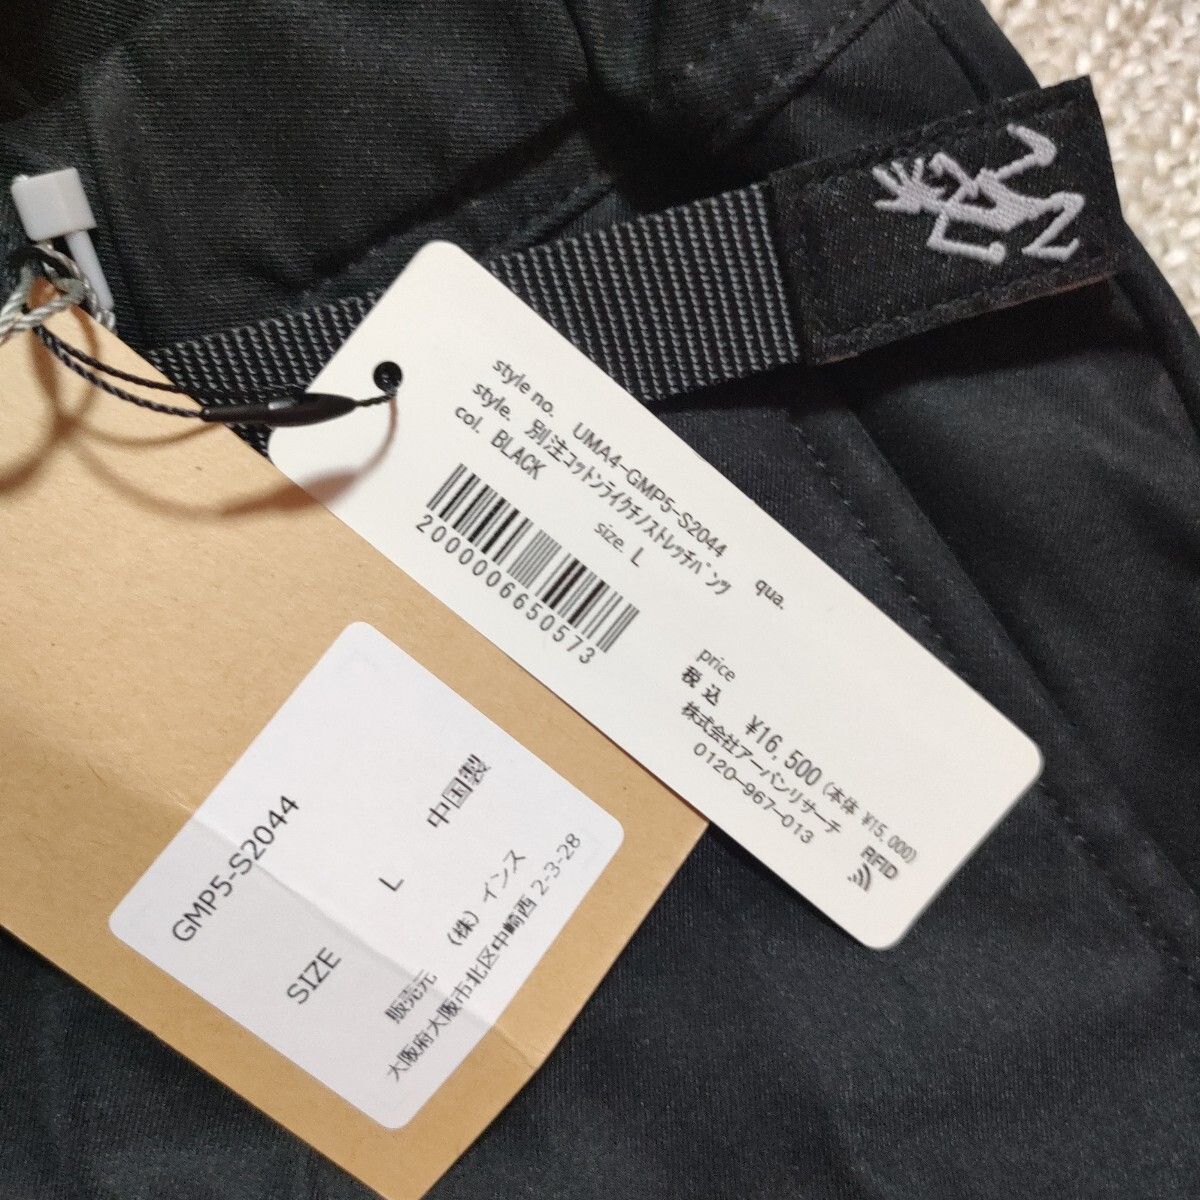 style no. UMA4-GMP5-S2044 qua.
style. 別注コットンライクチノストレッチパンツ
col. BLACK size. L
2000006650573
price
税込 ¥16,500 (本体 ¥15,000)
株式会社アーバンリサーチ
0120-967-013
RFID
GMP5-S2044
SIZE L 中国製
販売元 (株) インス
大阪府大阪市北区中崎西 2-3-28